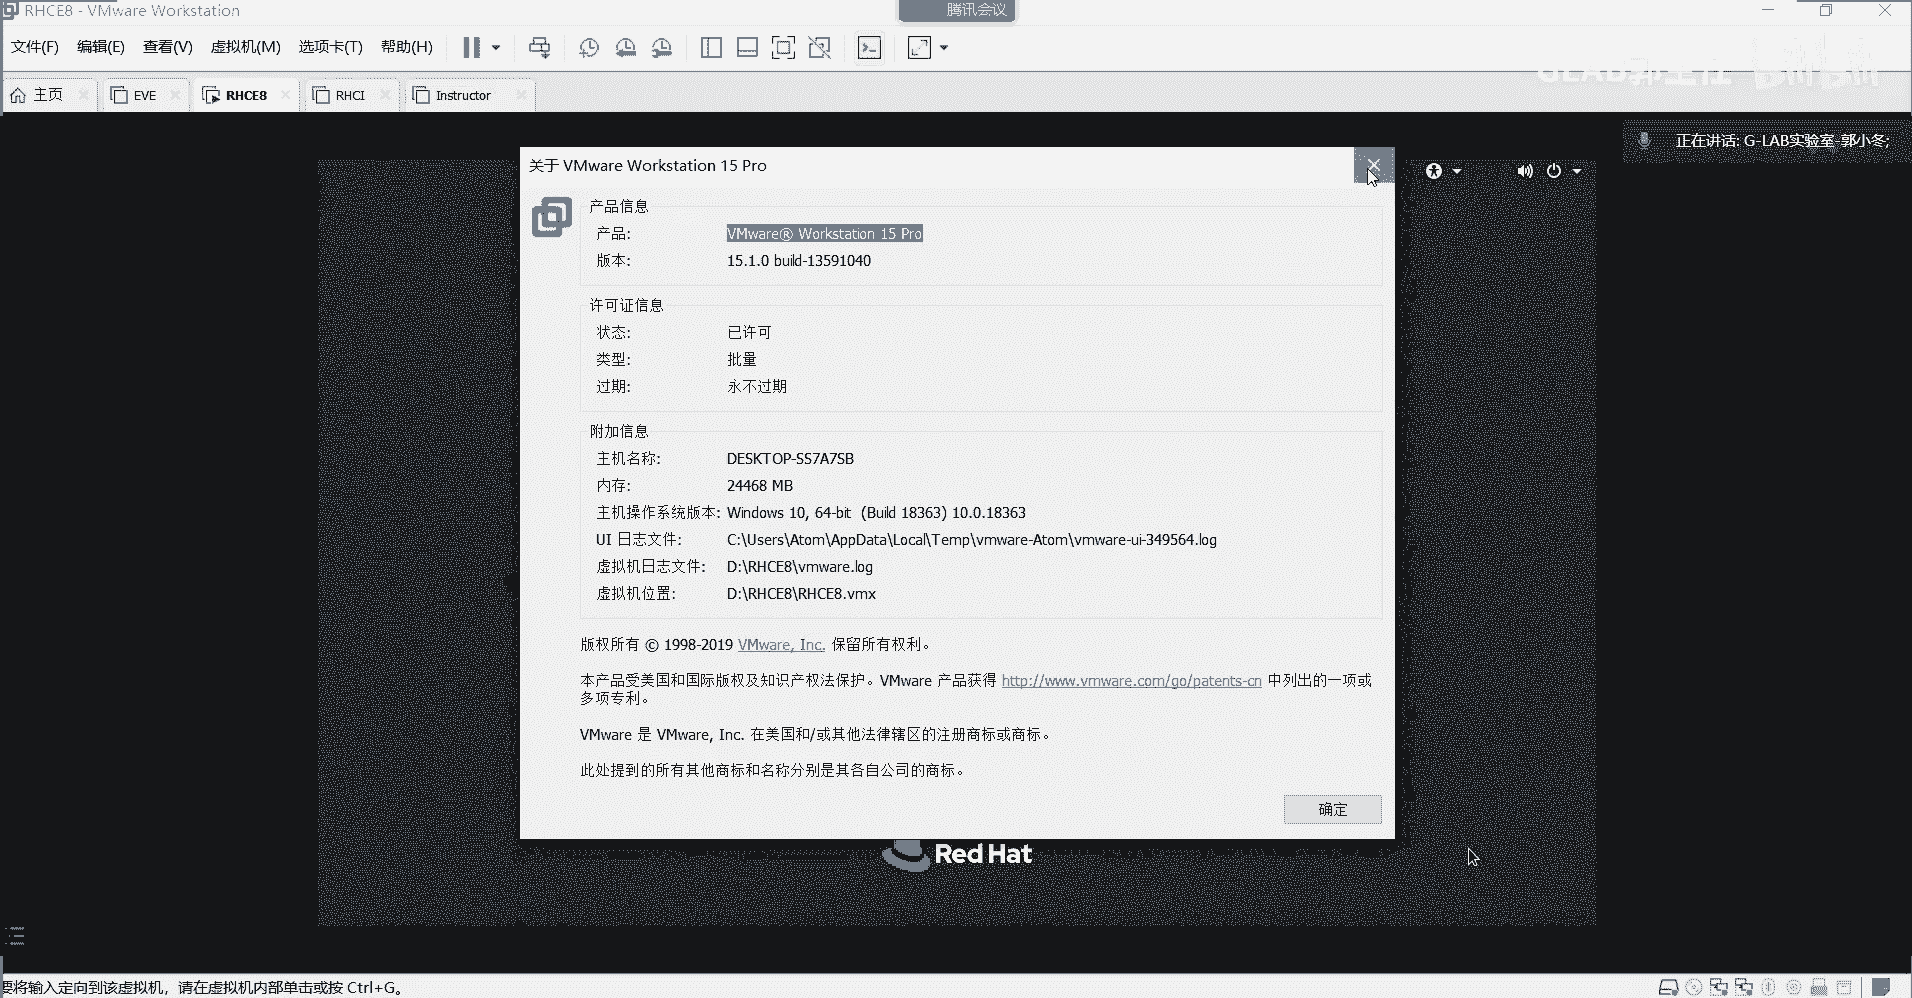 RHCE8 - VMware Workstation
腾讯会议
文件(F) 编辑(E) 查看(V) 虚拟机(M) 选项卡(T) 帮助(H)
主页 EVE RHCE8 RHCI Instructor
正在讲话: G-LAB实验室-郭小冬;
关于 VMware Workstation 15 Pro
产品信息
产品: VMware® Workstation 15 Pro
版本: 15.1.0 build-13591040
许可证信息
状态: 已许可
类型: 批量
过期: 永不过期
附加信息
主机名称: DESKTOP-SS7A7SB
内存: 24468 MB
主机操作系统版本: Windows 10, 64-bit (Build 18363) 10.0.18363
UI 日志文件: C:\Users\Atom\AppData\Local\Temp\vmware-Atom\vmware-ui-349564.log
虚拟机日志文件: D:\RHCE8\vmware.log
虚拟机位置: D:\RHCE8\RHCE8.vmx
版权所有 © 1998-2019 VMware, Inc. 保留所有权利。
本产品受美国和国际版权及知识产权法保护。VMware 产品获得 http://www.vmware.com/go/patents-cn 中列出的一项或
多项专利。
VMware 是 VMware, Inc. 在美国和/或其他法律辖区的注册商标或商标。
此处提到的所有其他商标和名称分别是其各自公司的商标。
确定
Red Hat
要将输入定向到该虚拟机，请在虚拟机内部单击或按 Ctrl+G。